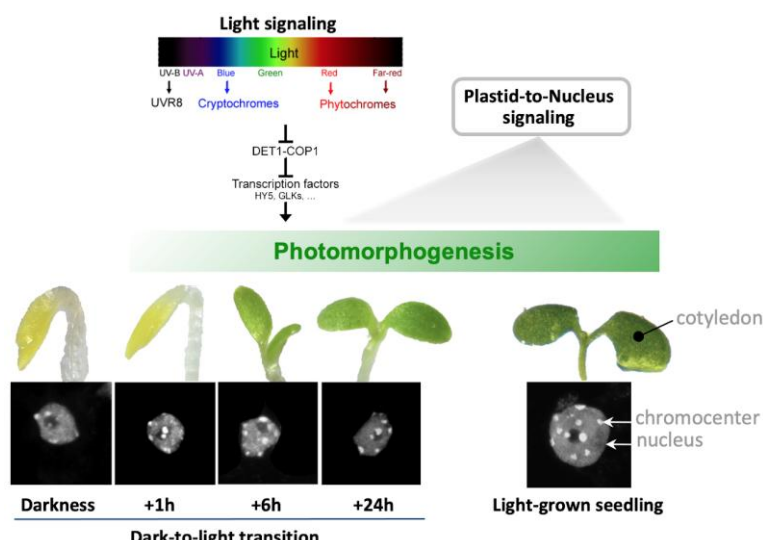 Light signaling
Light
UV-B UV-A Blue Green Red Far-red
UVR8 Cryptochromes Phytochromes
Plastid-to-Nucleus
signaling
DET1-COP1
Transcription factors
HY5, GLKs, ...
Photomorphogenesis
cotyledon
chromocenter
nucleus
Darkness +1h +6h +24h Light-grown seedling
Dark-to-light transition